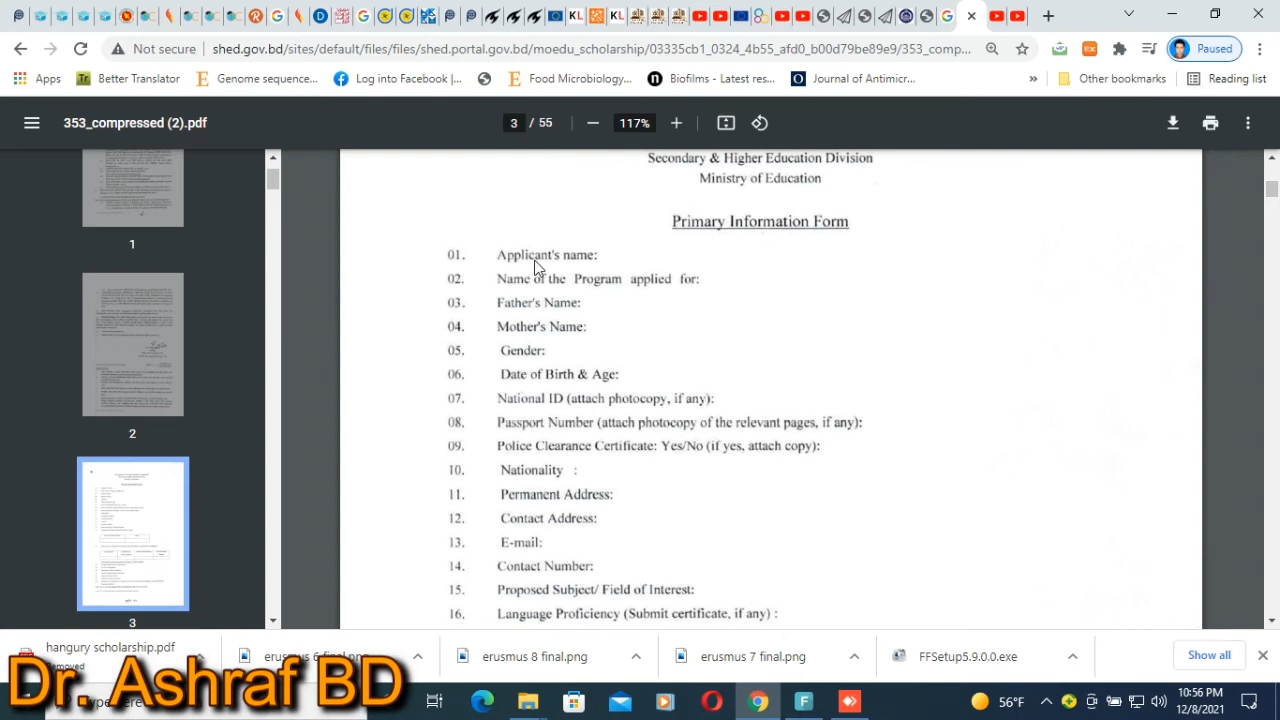 Paused
Not secure
shed.gov.bd/sites/default/files/files/shed.portal.gov.bd/moedu_scholarship/03335cb1_0324_4b55_afd0_b00d79be89e9/353_comp...
Apps
Better Translator
Genome sequence...
Log into Facebook |...
Food Microbiology...
Biofilms - Latest res...
Journal of Antimicr...
»
Other bookmarks
Reading list
353_compressed (2).pdf
3 / 55
117%
1
2
3
Secondary & Higher Education Division
Ministry of Education
Primary Information Form
01. Applicant's name:
02. Name of the Program applied for:
03. Father's Name:
04. Mother's Name:
05. Gender:
06. Date of Birth & Age:
07. National ID (attach photocopy, if any):
08. Passport Number (attach photocopy of the relevant pages, if any):
09. Police Clearance Certificate: Yes/No (if yes, attach copy):
10. Nationality :
11. Permanent Address:
12. Contact Address:
13. E-mail:
14. Contact Number:
15. Proposed Subject/ Field of Interest:
16. Language Proficiency (Submit certificate, if any) :
hangury scholarship.pdf
erusmus 6 final.png
erusmus 8 final.png
erusmus 7 final.png
FFSetup5.9.0.0.exe
Show all
Dr. Ashraf BD
56°F
10:56 PM
12/8/2021